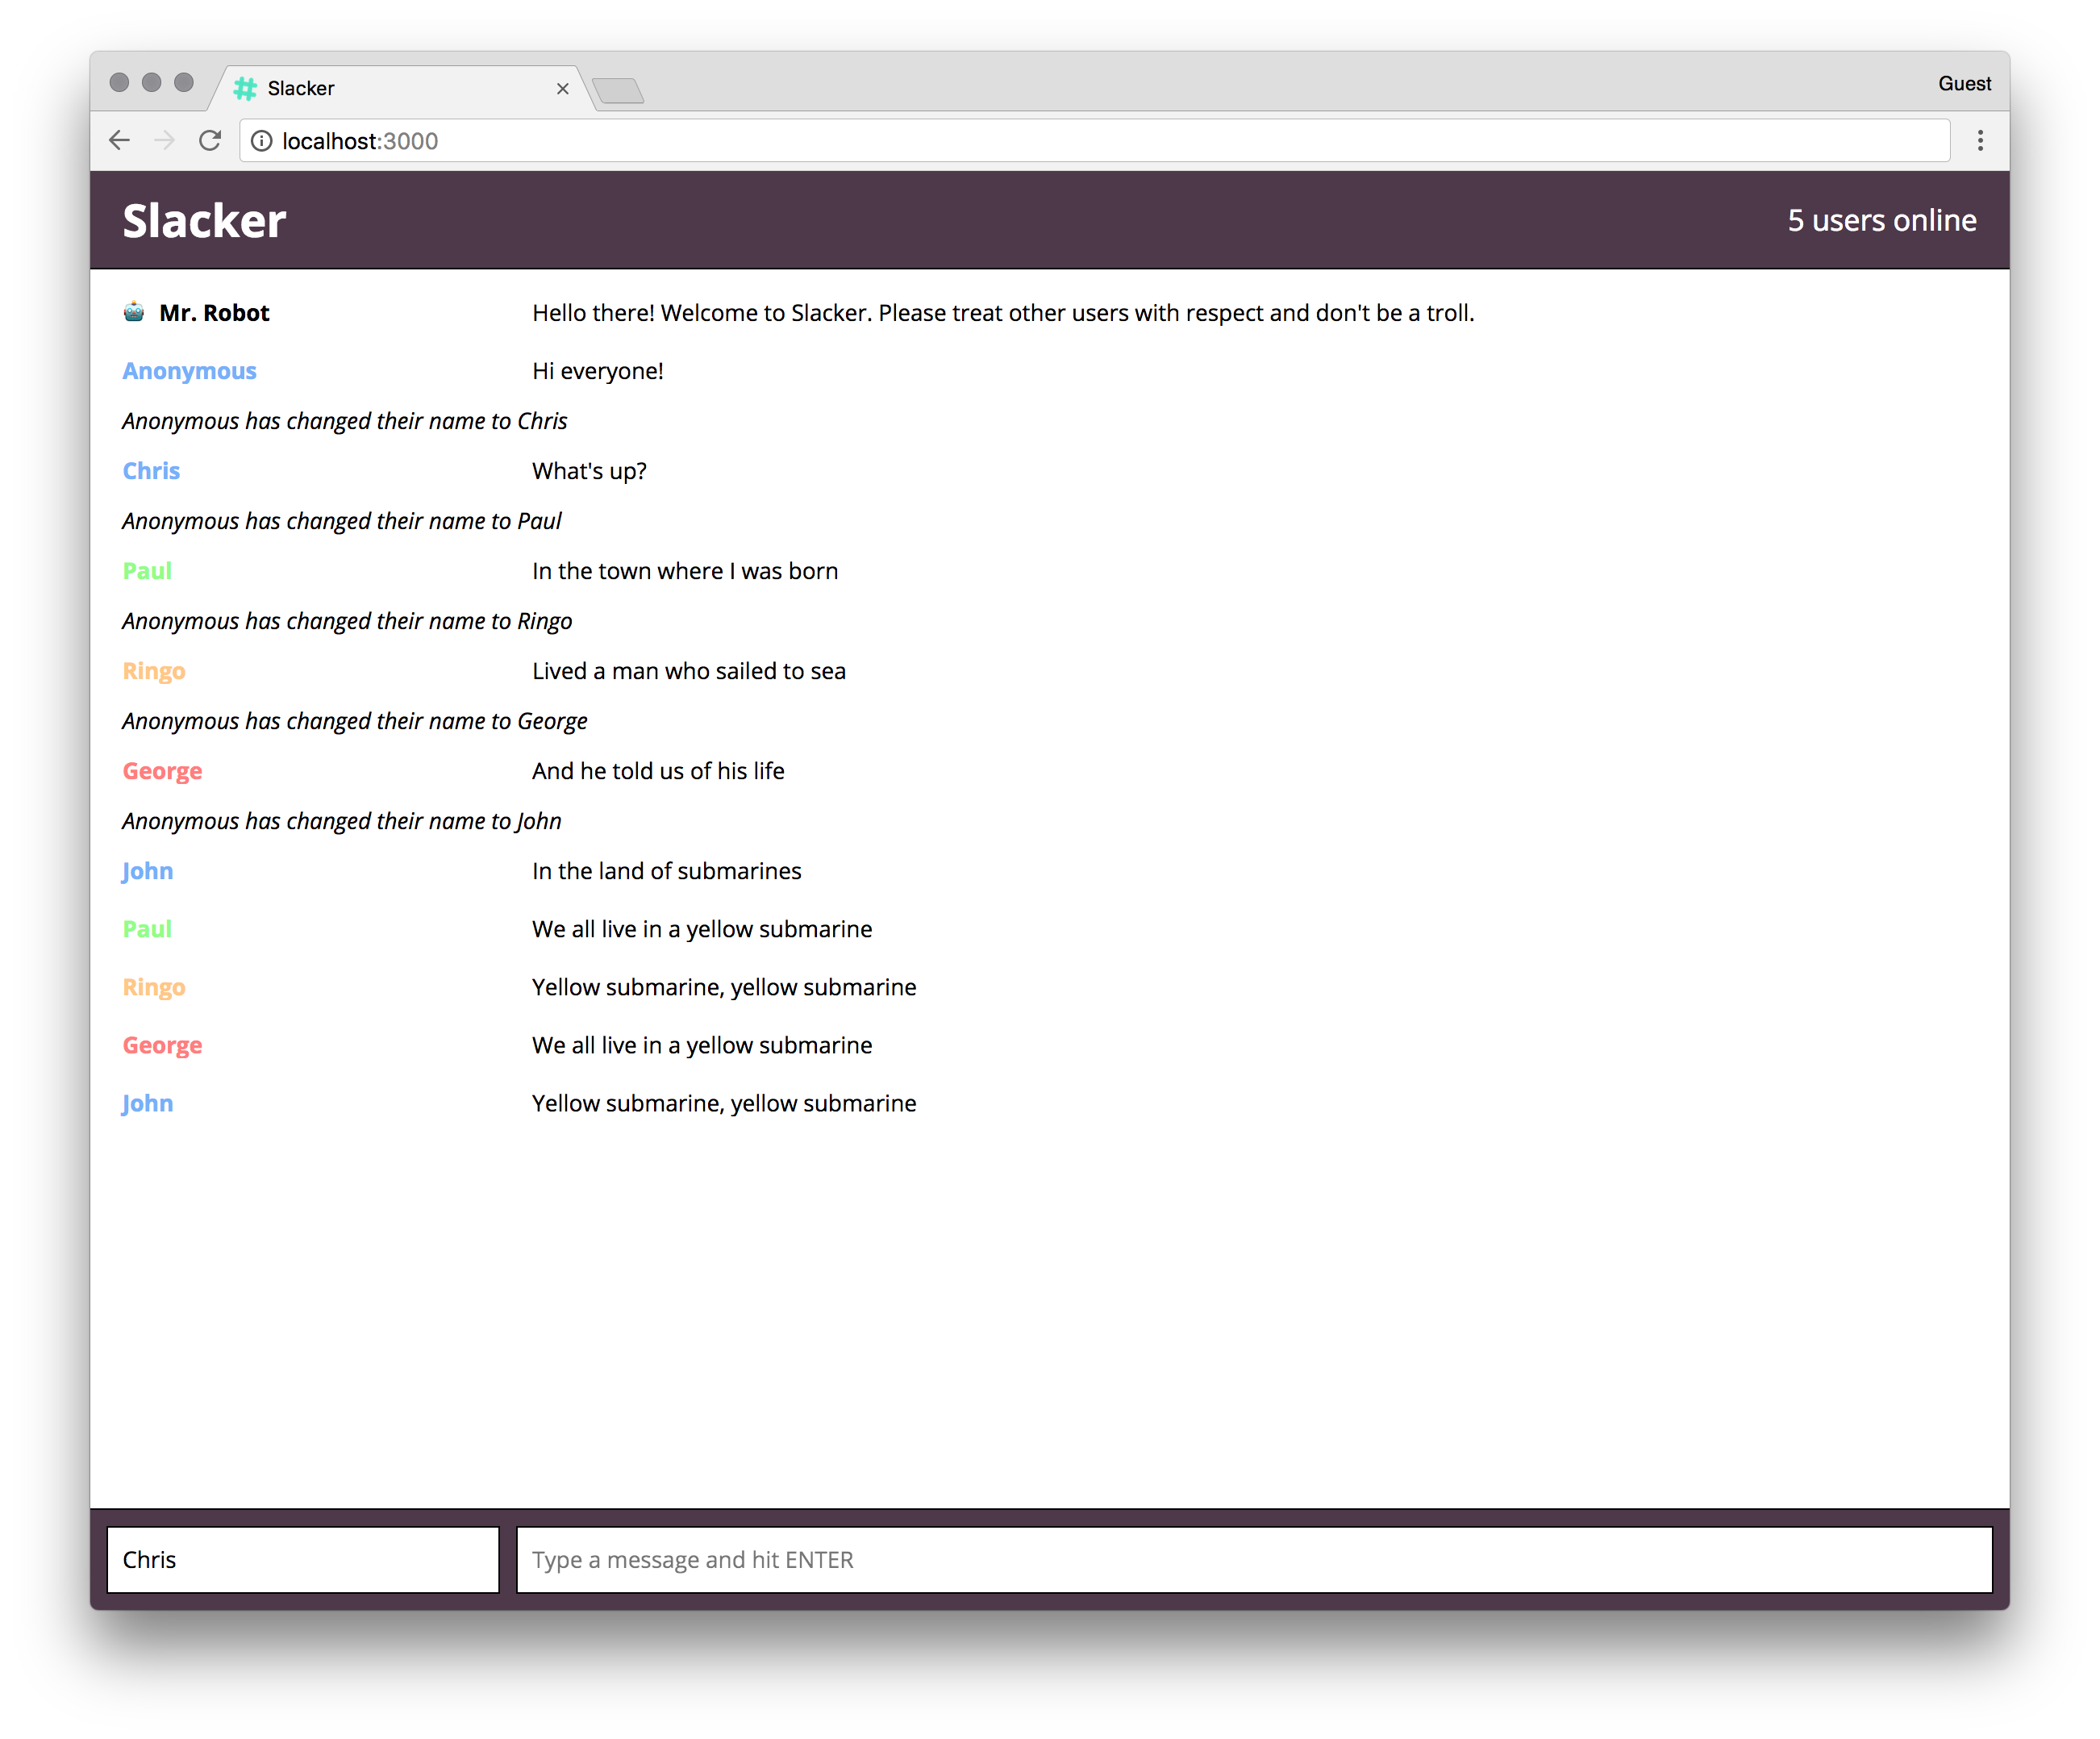 Slacker
Guest
localhost:3000
Slacker
5 users online
Mr. Robot Hello there! Welcome to Slacker. Please treat other users with respect and don't be a troll.
Anonymous Hi everyone!
Anonymous has changed their name to Chris
Chris What's up?
Anonymous has changed their name to Paul
Paul In the town where I was born
Anonymous has changed their name to Ringo
Ringo Lived a man who sailed to sea
Anonymous has changed their name to George
George And he told us of his life
Anonymous has changed their name to John
John In the land of submarines
Paul We all live in a yellow submarine
Ringo Yellow submarine, yellow submarine
George We all live in a yellow submarine
John Yellow submarine, yellow submarine
Chris
Type a message and hit ENTER